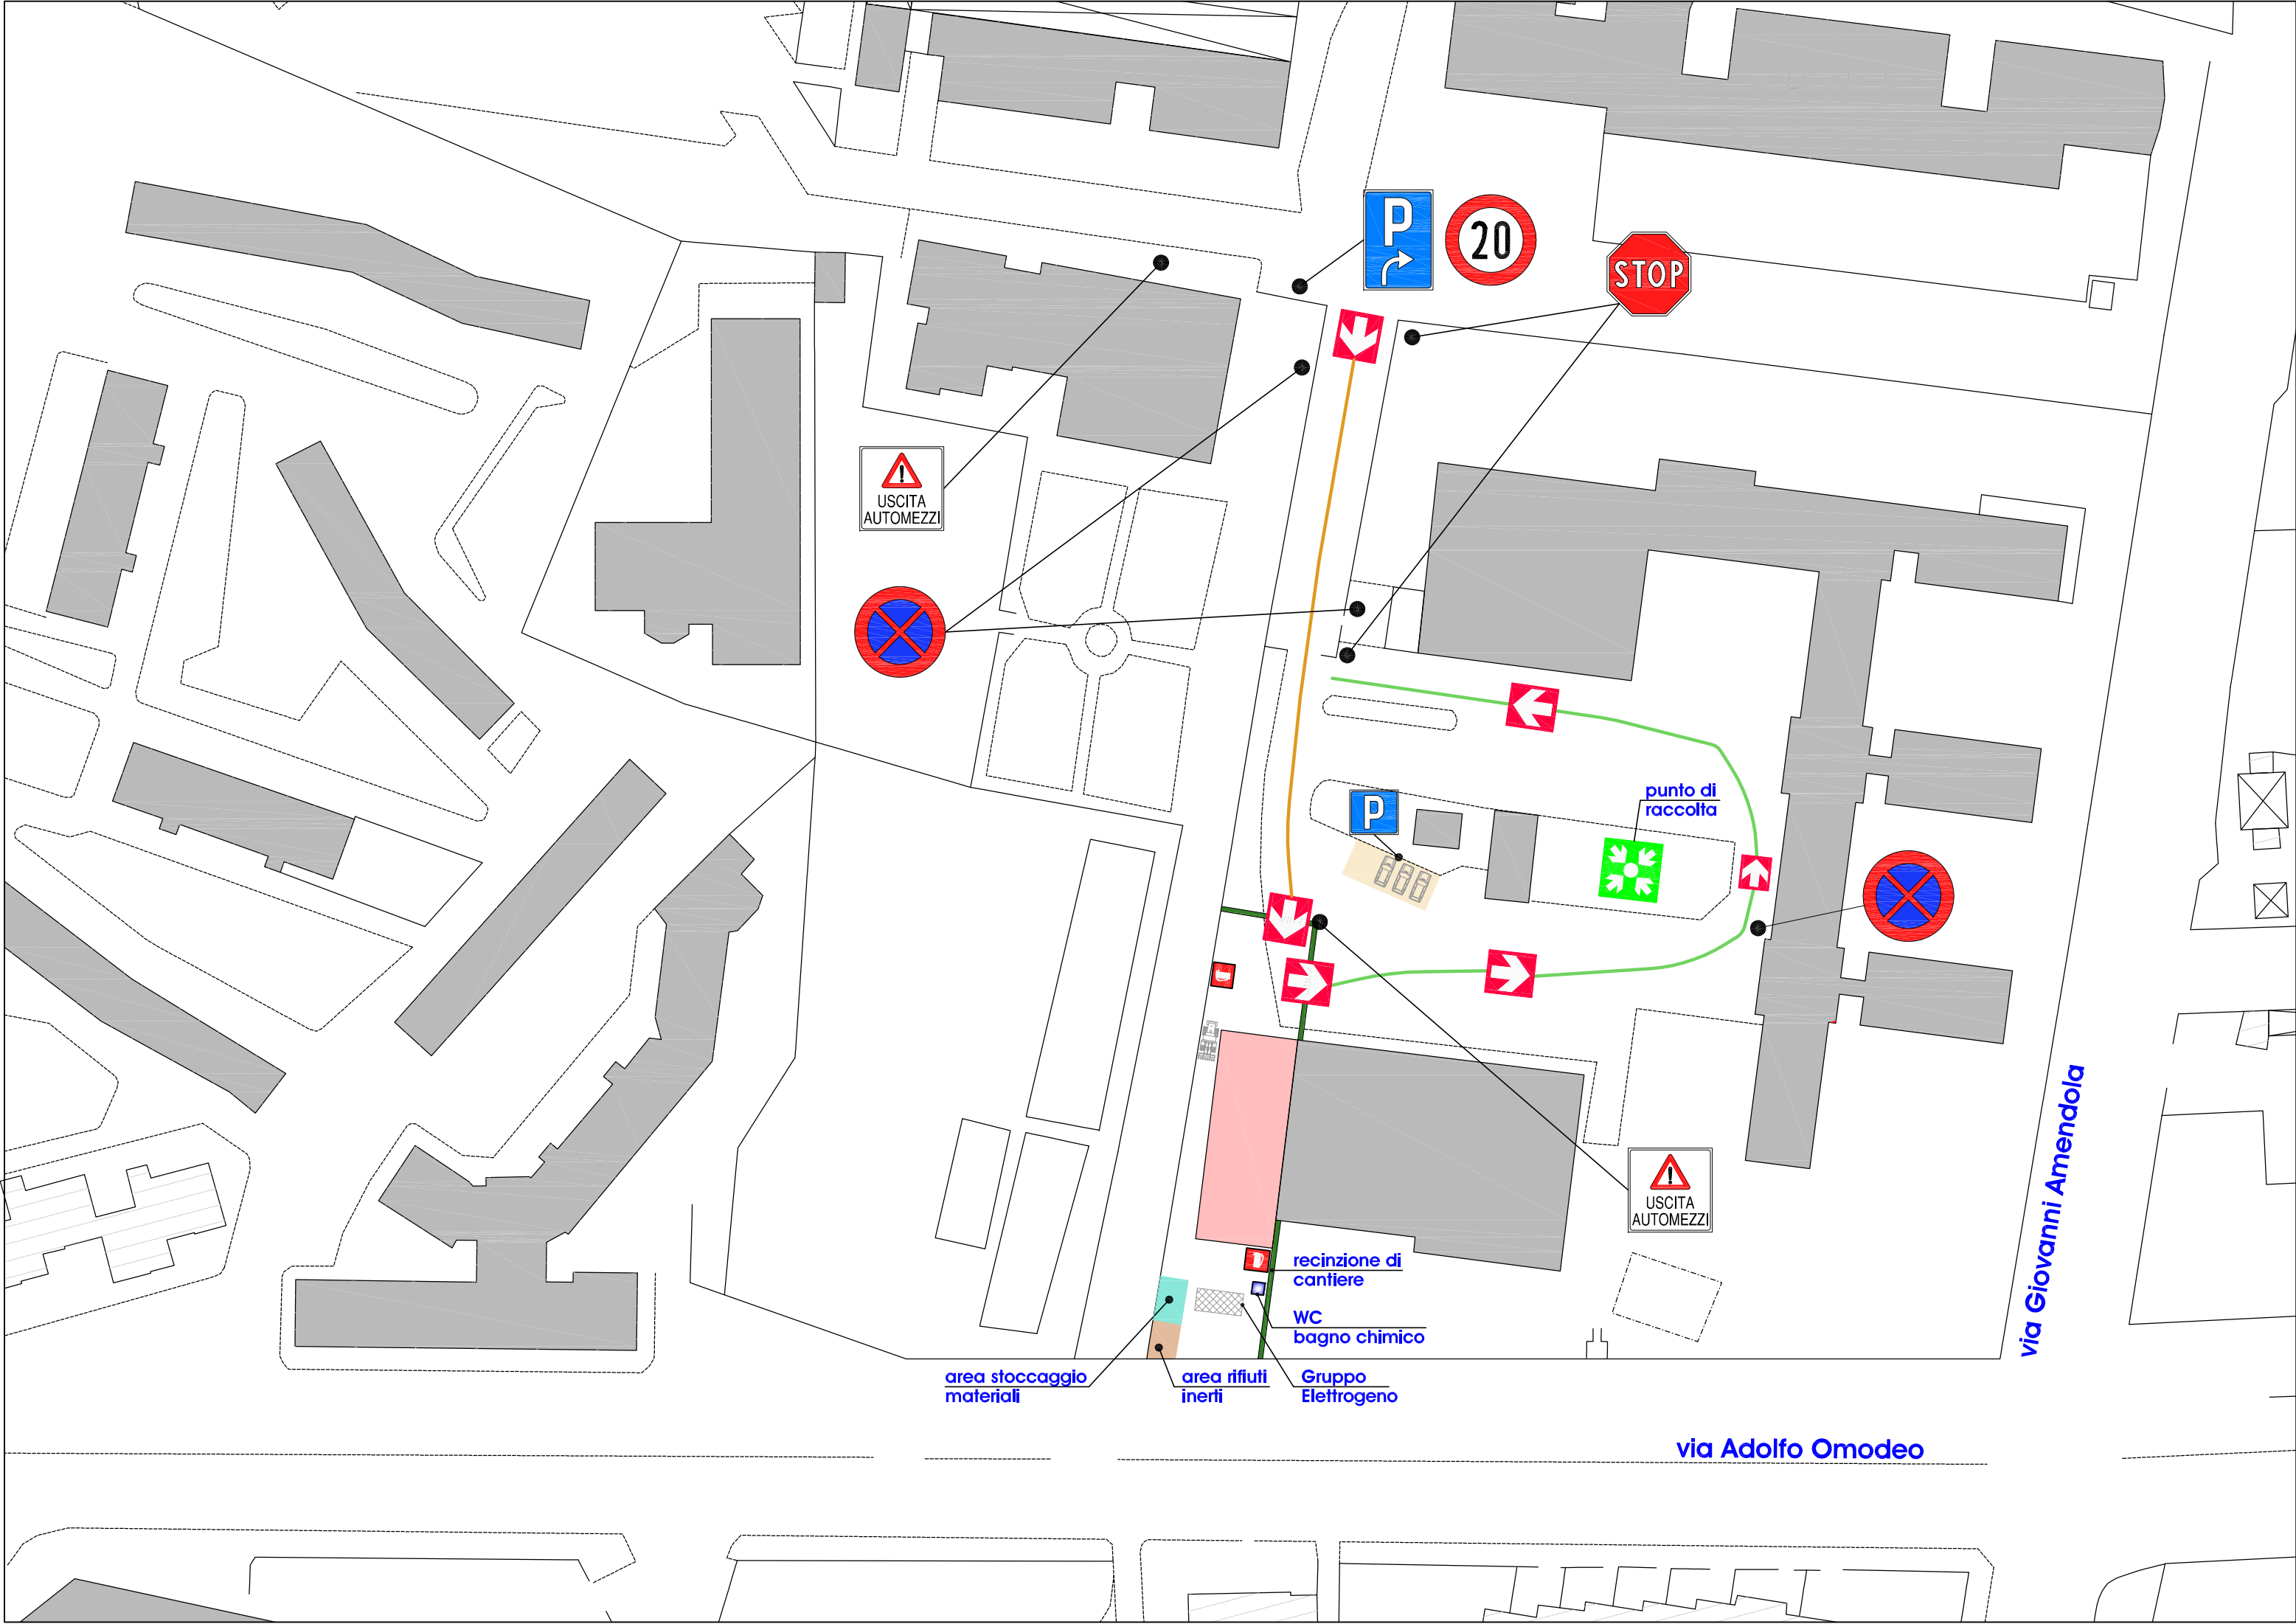 P
20
STOP
USCITA
AUTOMEZZI
punto di
raccolta
P
USCITA
AUTOMEZZI
via Giovanni Amendola
recinzione di
cantiere
WC
bagno chimico
area stoccaggio
materiali
area rifiuti
inerti
Gruppo
Elettrogeno
via Adolfo Omodeo